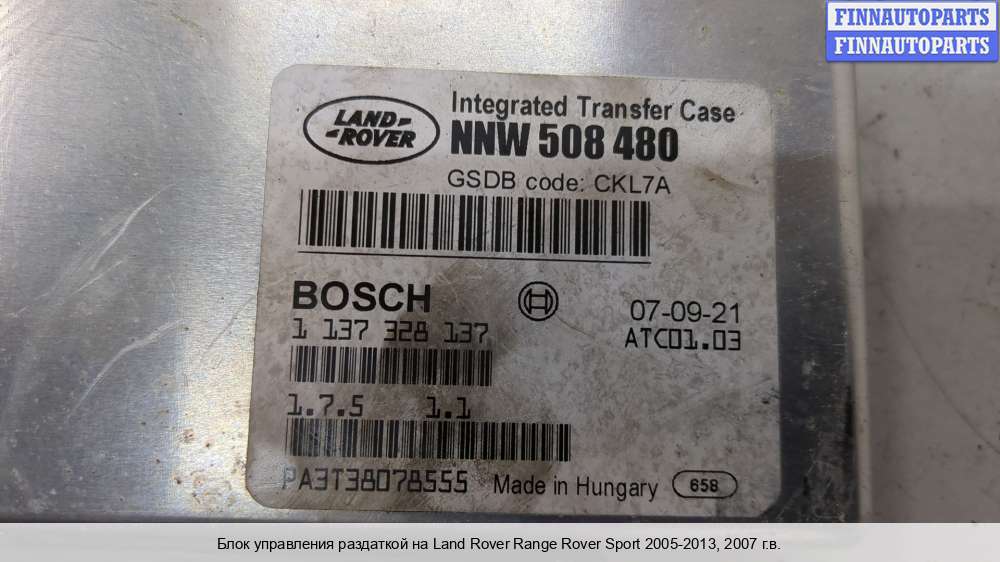 FINNAUTOPARTS
FINNAUTOPARTS
LAND
ROVER
Integrated Transfer Case
NNW 508 480
GSDB code: CKL7A
BOSCH
07-09-21
1 137 328 137
ATC01.03
1.7.5 1.1
PA3T38078555
Made in Hungary
658
Блок управления раздаткой на Land Rover Range Rover Sport 2005-2013, 2007 г.в.